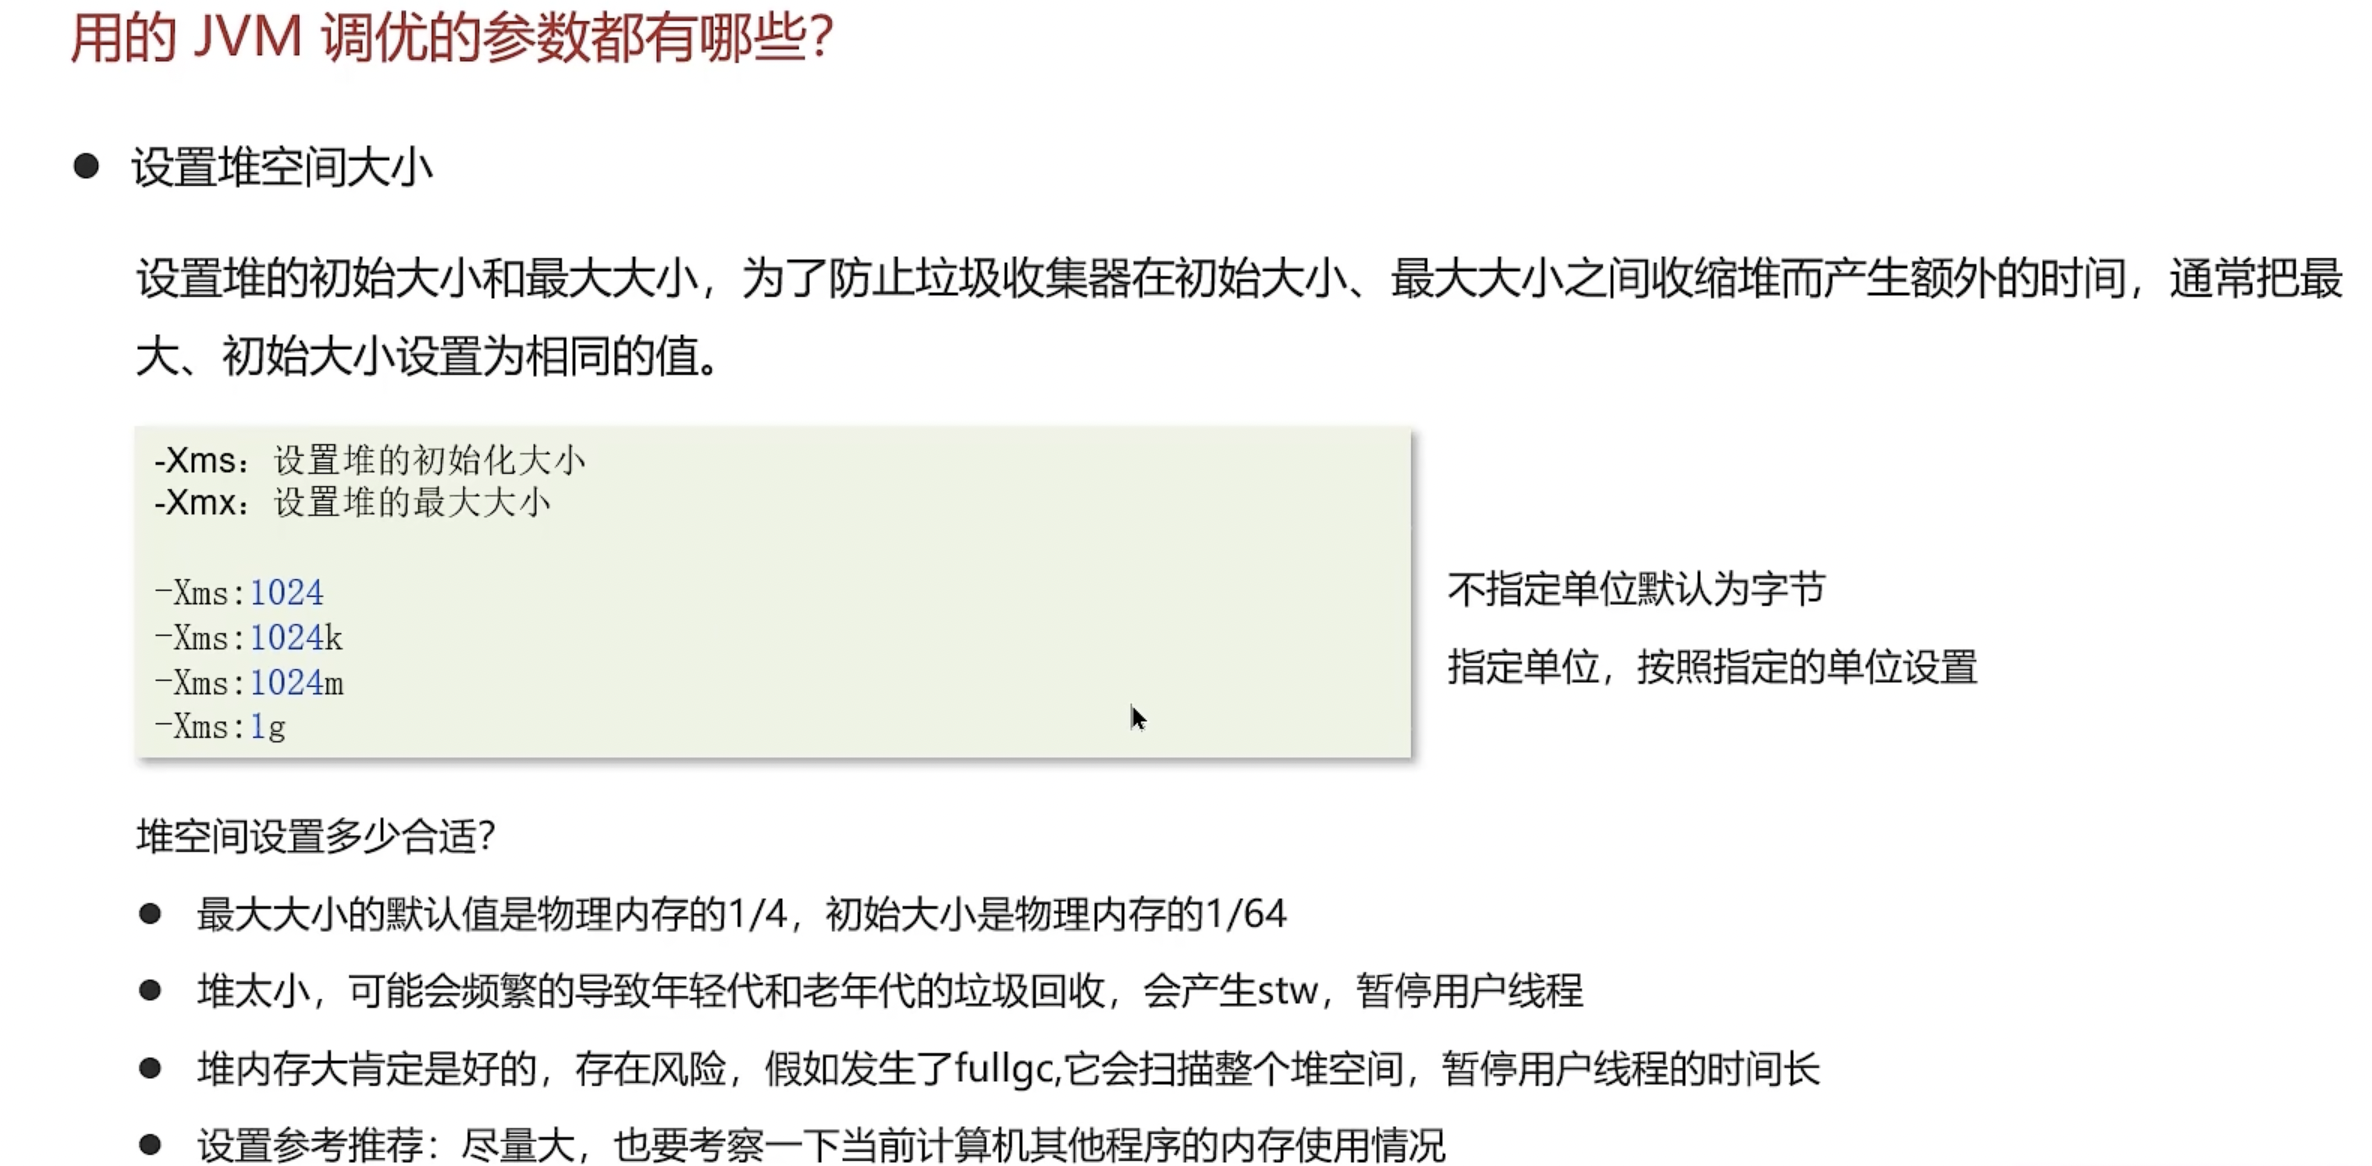 用的 JVM 调优的参数都有哪些？
● 设置堆空间大小
设置堆的初始大小和最大大小，为了防止垃圾收集器在初始大小、最大大小之间收缩堆而产生额外的时间，通常把最
大、初始大小设置为相同的值。
-Xms：设置堆的初始化大小
-Xmx：设置堆的最大大小
-Xms:1024
-Xms:1024k
-Xms:1024m
-Xms:1g
不指定单位默认为字节
指定单位，按照指定的单位设置
堆空间设置多少合适？
● 最大大小的默认值是物理内存的1/4，初始大小是物理内存的1/64
● 堆太小，可能会频繁的导致年轻代和老年代的垃圾回收，会产生stw，暂停用户线程
● 堆内存大肯定是好的，存在风险，假如发生了fullgc,它会扫描整个堆空间，暂停用户线程的时间长
● 设置参考推荐：尽量大，也要考察一下当前计算机其他程序的内存使用情况